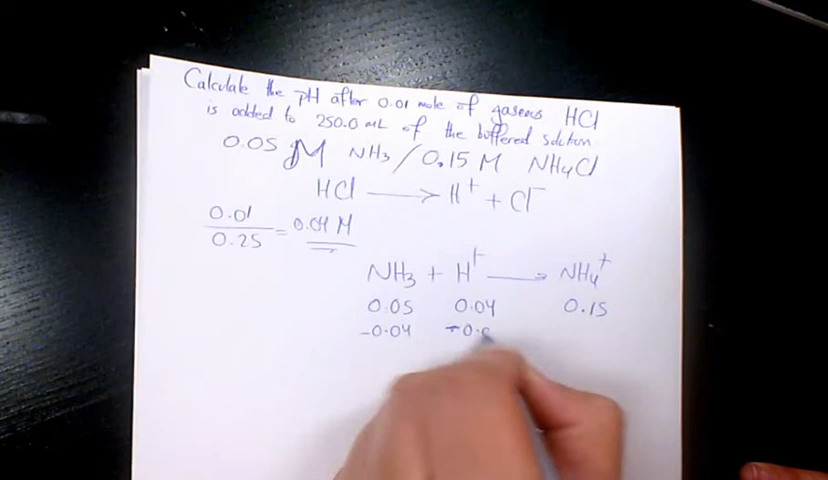 Calculate the pH after 0.01 mole of gaseous HCl
is added to 250.0 mL of the buffered solution
0.05 M NH3 / 0.15 M NH4Cl
HCl → H+ + Cl-
0.01
0.25
= 0.04 M
NH3 + H+ → NH4+
0.05 0.04 0.15
-0.04 -0.0